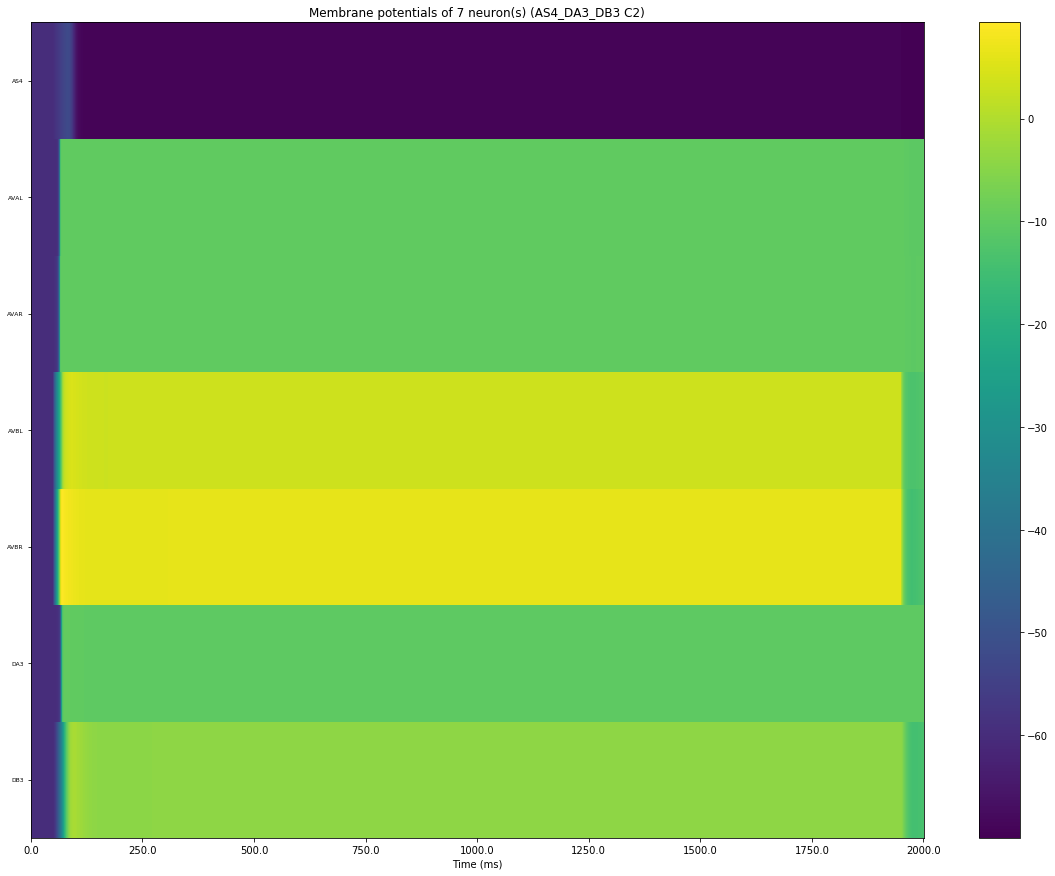 Membrane potentials of 7 neuron(s) (AS4_DA3_DB3 C2)
AS4
AVAL
AVAR
AVBL
AVBR
DA3
DB3
0.0 250.0 500.0 750.0 1000.0 1250.0 1500.0 1750.0 2000.0
Time (ms)
0
−10
−20
−30
−40
−50
−60